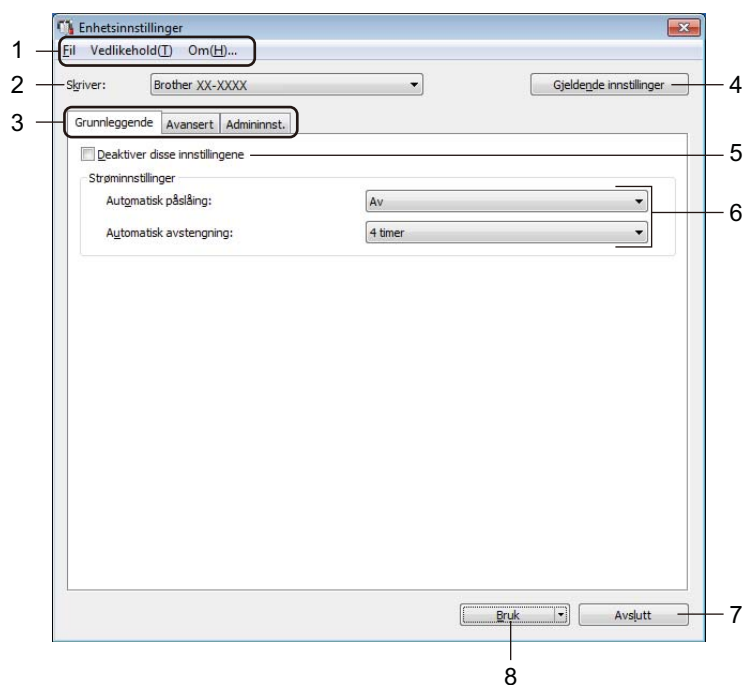 Enhetsinnstillinger
1 Fil Vedlikehold(T) Om(H)...
2 Skriver: Brother XX-XXXX Gjeldende innstillinger 4
3 Grunnleggende Avansert Admininnst.
Deaktiver disse innstillingene 5
Strøminnstillinger
Automatisk påslåing: Av 6
Automatisk avstengning: 4 timer
Bruk Avslutt 7
8